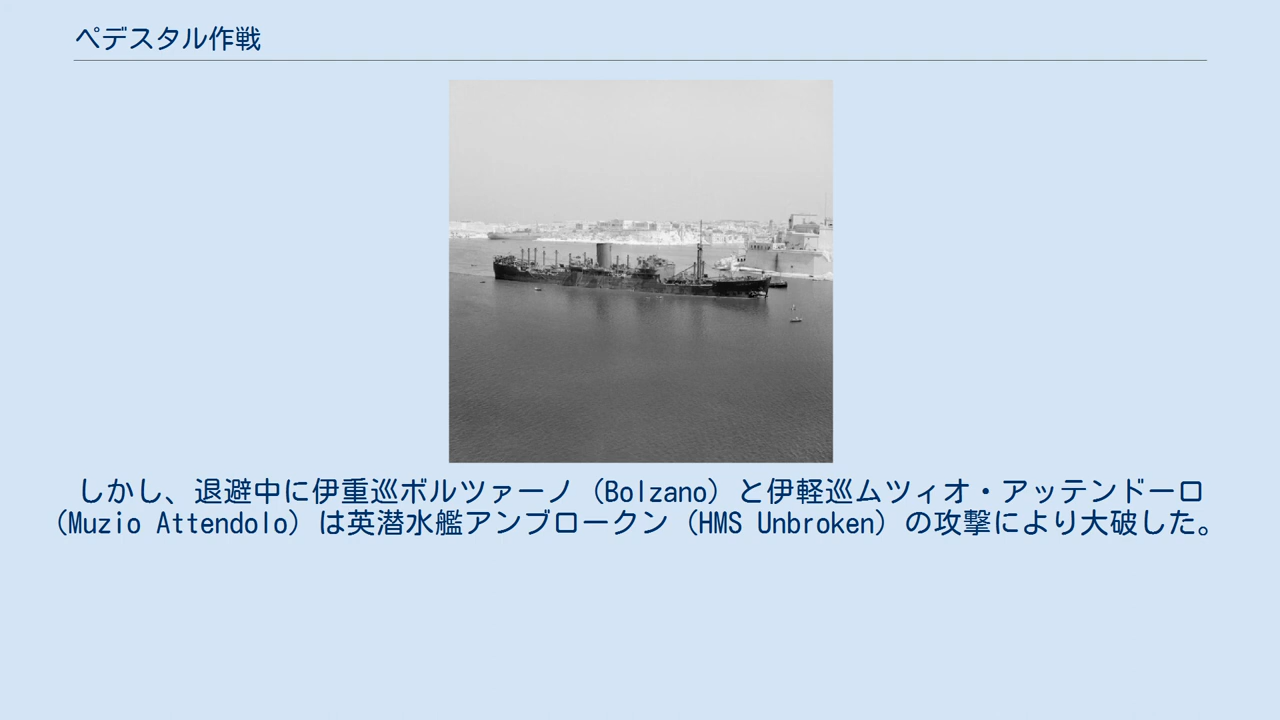 ペデスタル作戦
しかし、退避中に伊重巡ボルツァーノ（Bolzano）と伊軽巡ムツィオ・アッテンドーロ
（Muzio Attendolo）は英潜水艦アンブロークン（HMS Unbroken）の攻撃により大破した。